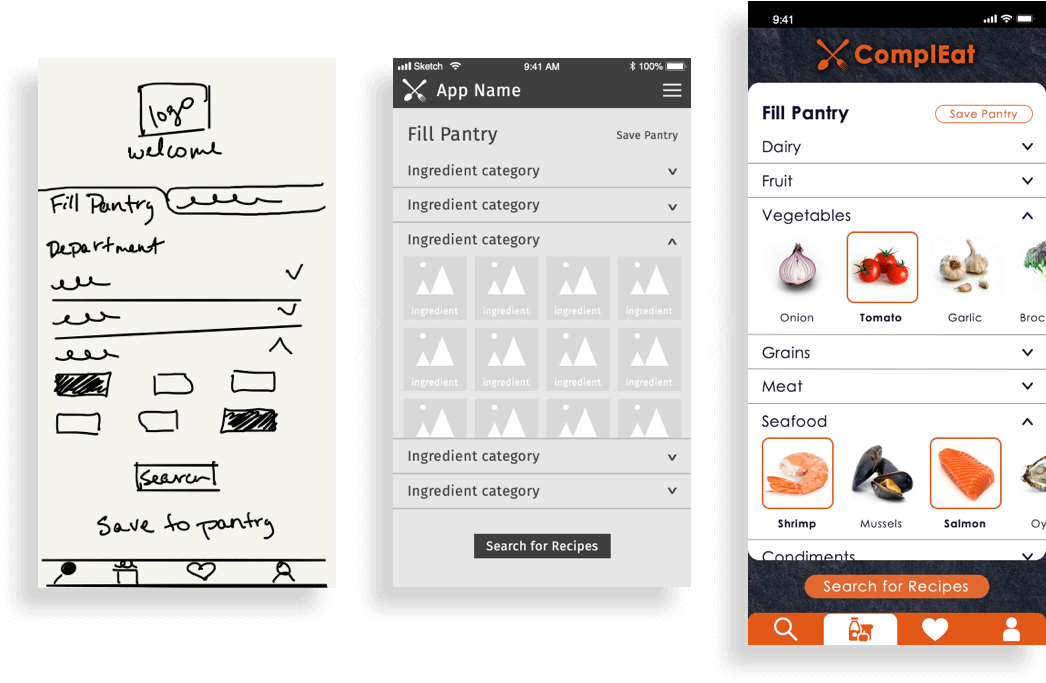 logo
welcome
Fill Pantry
Department
search
Save to pantry
Sketch 9:41 AM 100%
App Name
Fill Pantry Save Pantry
Ingredient category
Ingredient category
Ingredient category
ingredient ingredient ingredient ingredient
ingredient ingredient ingredient ingredient
Ingredient category
Ingredient category
Search for Recipes
9:41
ComplEat
Fill Pantry Save Pantry
Dairy
Fruit
Vegetables
Onion Tomato Garlic Broc
Grains
Meat
Seafood
Shrimp Mussels Salmon Oy
Condiments
Search for Recipes